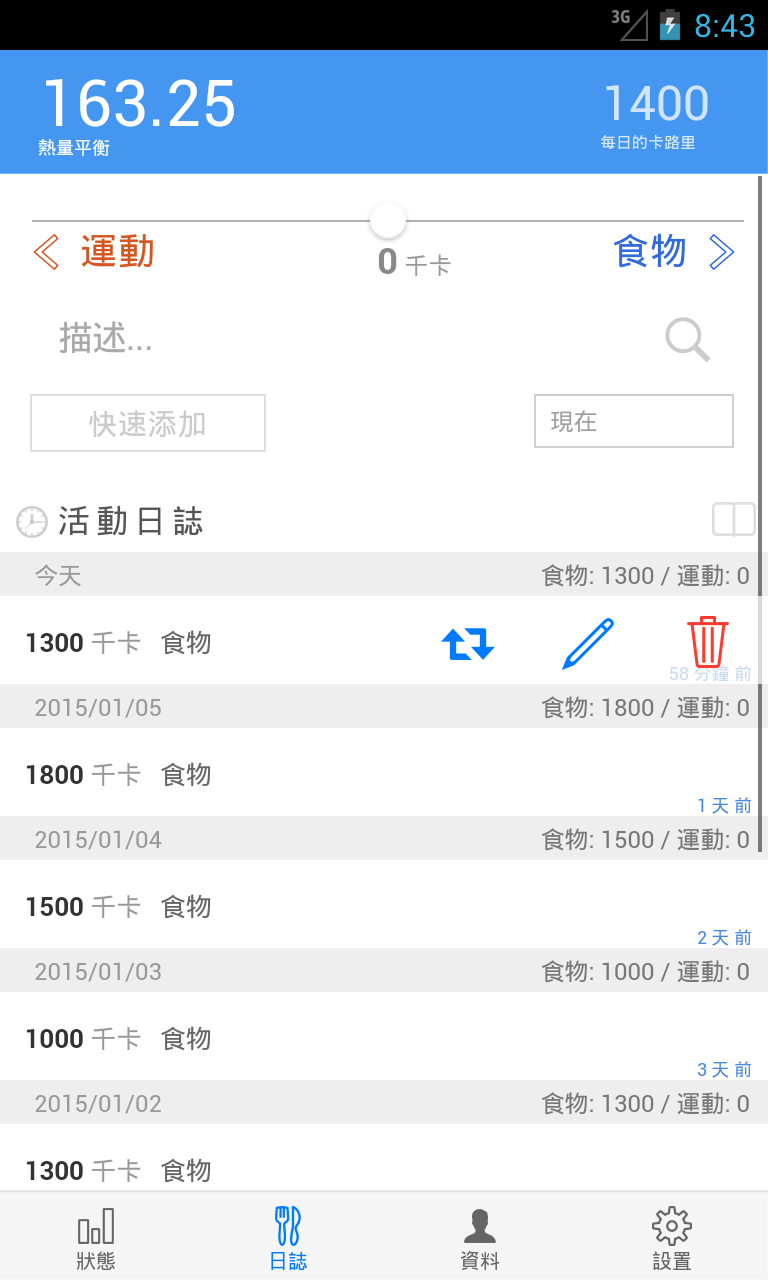 3G 8:43
163.25 1400
熱量平衡 每日的卡路里
運動 食物
0 千卡
描述...
快速添加 現在
活動日誌
今天 食物: 1300 / 運動: 0
1300 千卡 食物
58 分鐘 前
2015/01/05 食物: 1800 / 運動: 0
1800 千卡 食物
1 天 前
2015/01/04 食物: 1500 / 運動: 0
1500 千卡 食物
2 天 前
2015/01/03 食物: 1000 / 運動: 0
1000 千卡 食物
3 天 前
2015/01/02 食物: 1300 / 運動: 0
1300 千卡 食物
狀態 日誌 資料 設置